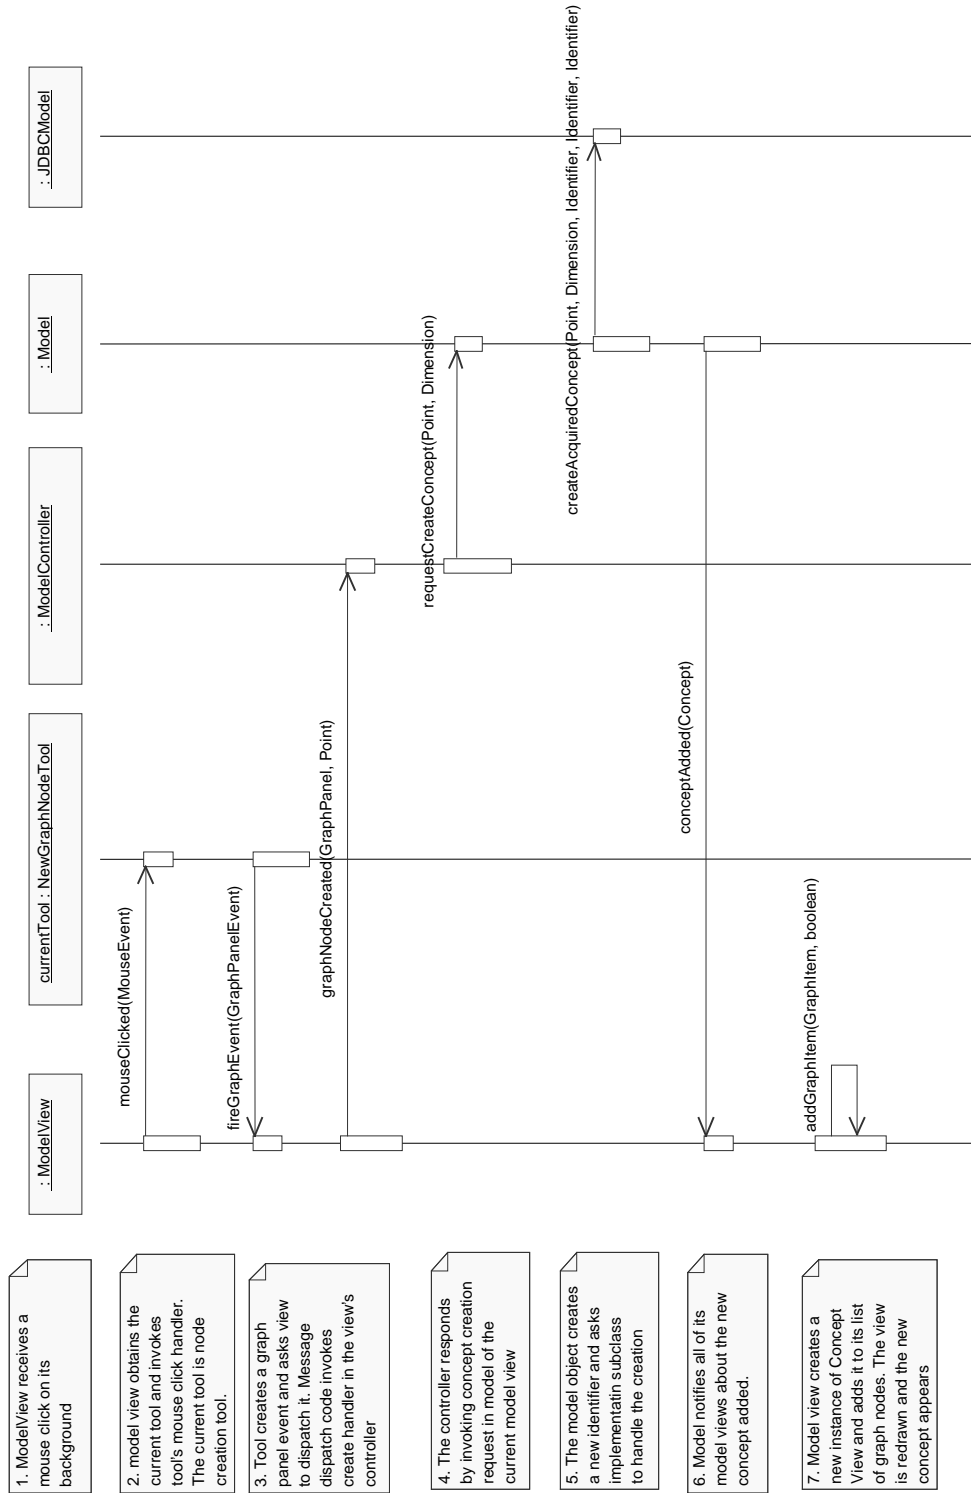 : ModelView
currentTool : NewGraphNodeTool
: ModelController
: Model
: JDBCModel
1. ModelView receives a
mouse click on its
background
2. model view obtains the
current tool and invokes
tool's mouse click handler.
The current tool is node
creation tool.
mouseClicked(MouseEvent)
3. Tool creates a graph
panel event and asks view
to dispatch it. Message
dispatch code invokes
create handler in the view's
controller
fireGraphEvent(GraphPanelEvent)
graphNodeCreated(GraphPanel, Point)
4. The controller responds
by invoking concept creation
request in model of the
current model view
requestCreateConcept(Point, Dimension)
5. The model object creates
a new identifier and asks
implementatin subclass
to handle the creation
createAcquiredConcept(Point, Dimension, Identifier, Identifier)
6. Model notifies all of its
model views about the new
concept added.
conceptAdded(Concept)
7. Model view creates a
new instance of Concept
View and adds it to its list
of graph nodes. The view
is redrawn and the new
concept appears
addGraphItem(GraphItem, boolean)